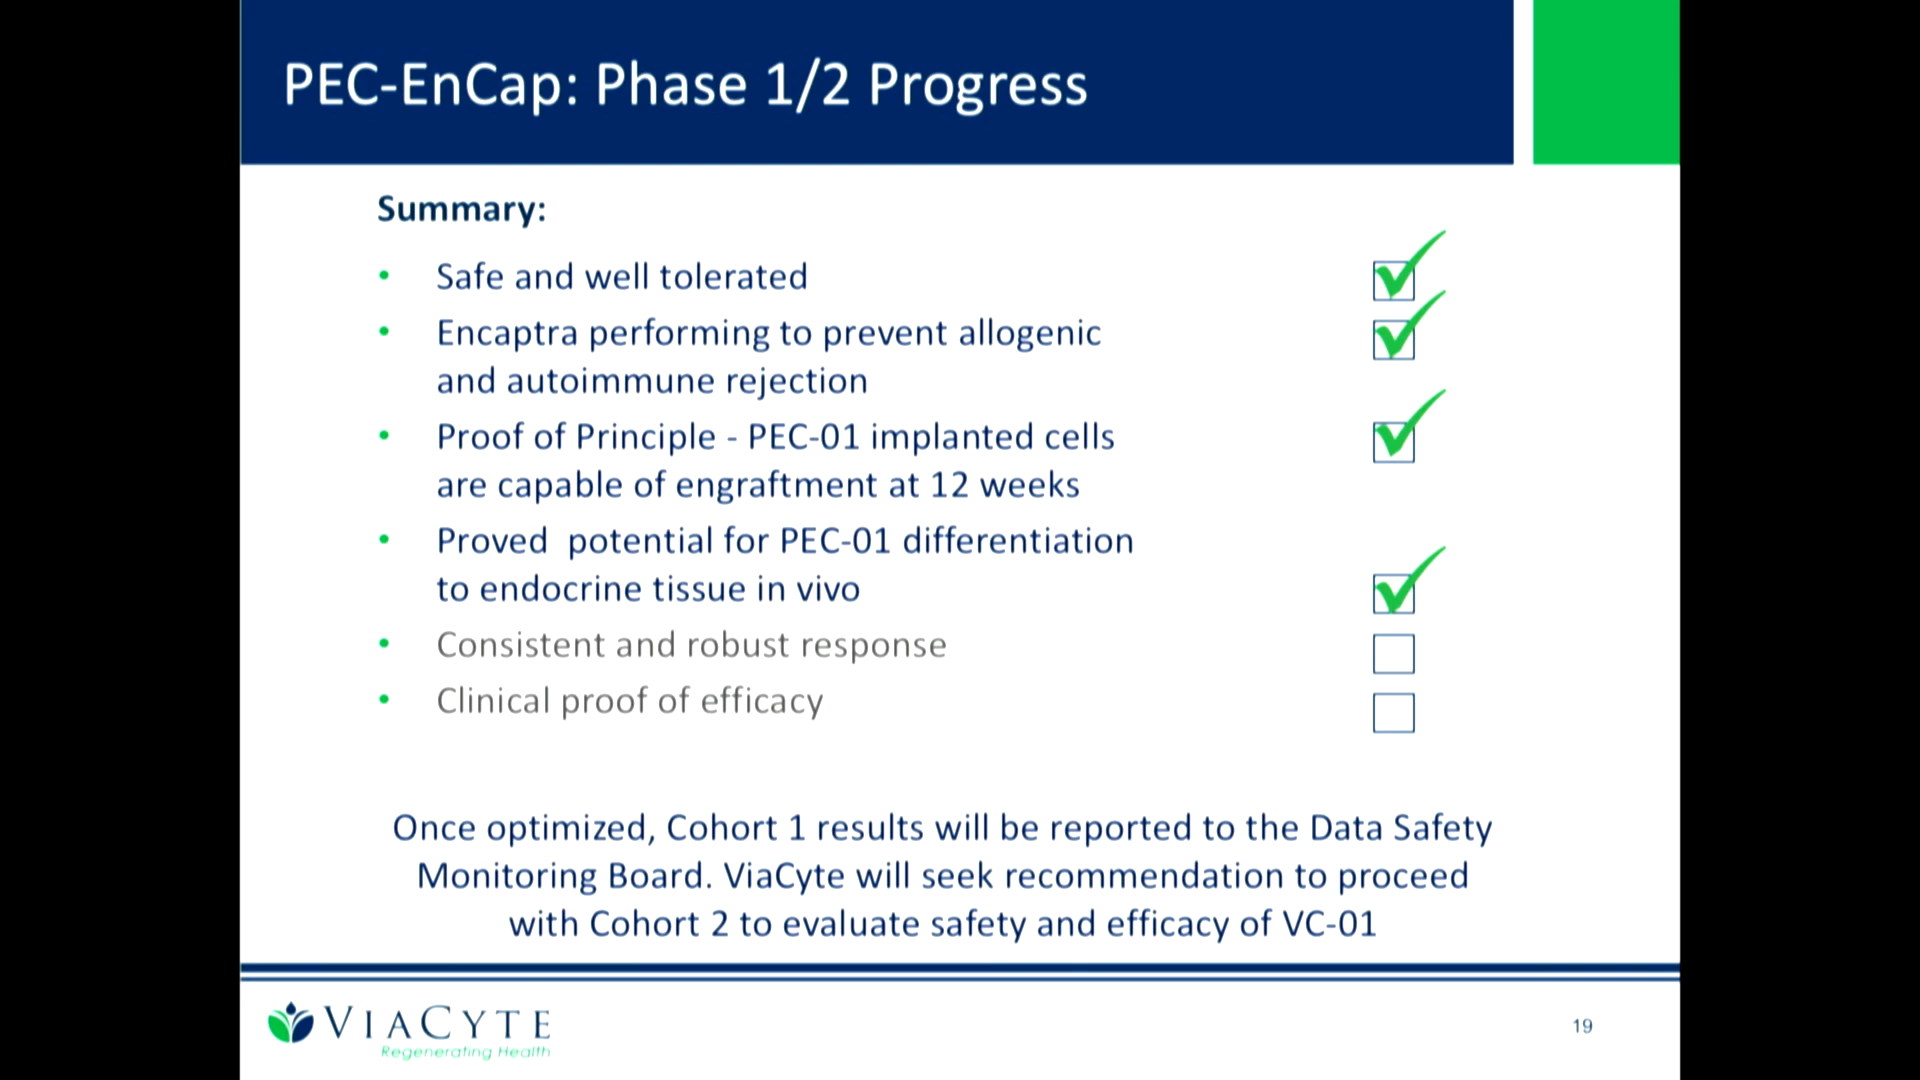 PEC-EnCap: Phase 1/2 Progress
Summary:
• Safe and well tolerated
• Encaptra performing to prevent allogenic
and autoimmune rejection
• Proof of Principle - PEC-01 implanted cells
are capable of engraftment at 12 weeks
• Proved  potential for PEC-01 differentiation
to endocrine tissue in vivo
• Consistent and robust response
• Clinical proof of efficacy
Once optimized, Cohort 1 results will be reported to the Data Safety
Monitoring Board. ViaCyte will seek recommendation to proceed
with Cohort 2 to evaluate safety and efficacy of VC-01
VIACYTE
Regenerating Health
19